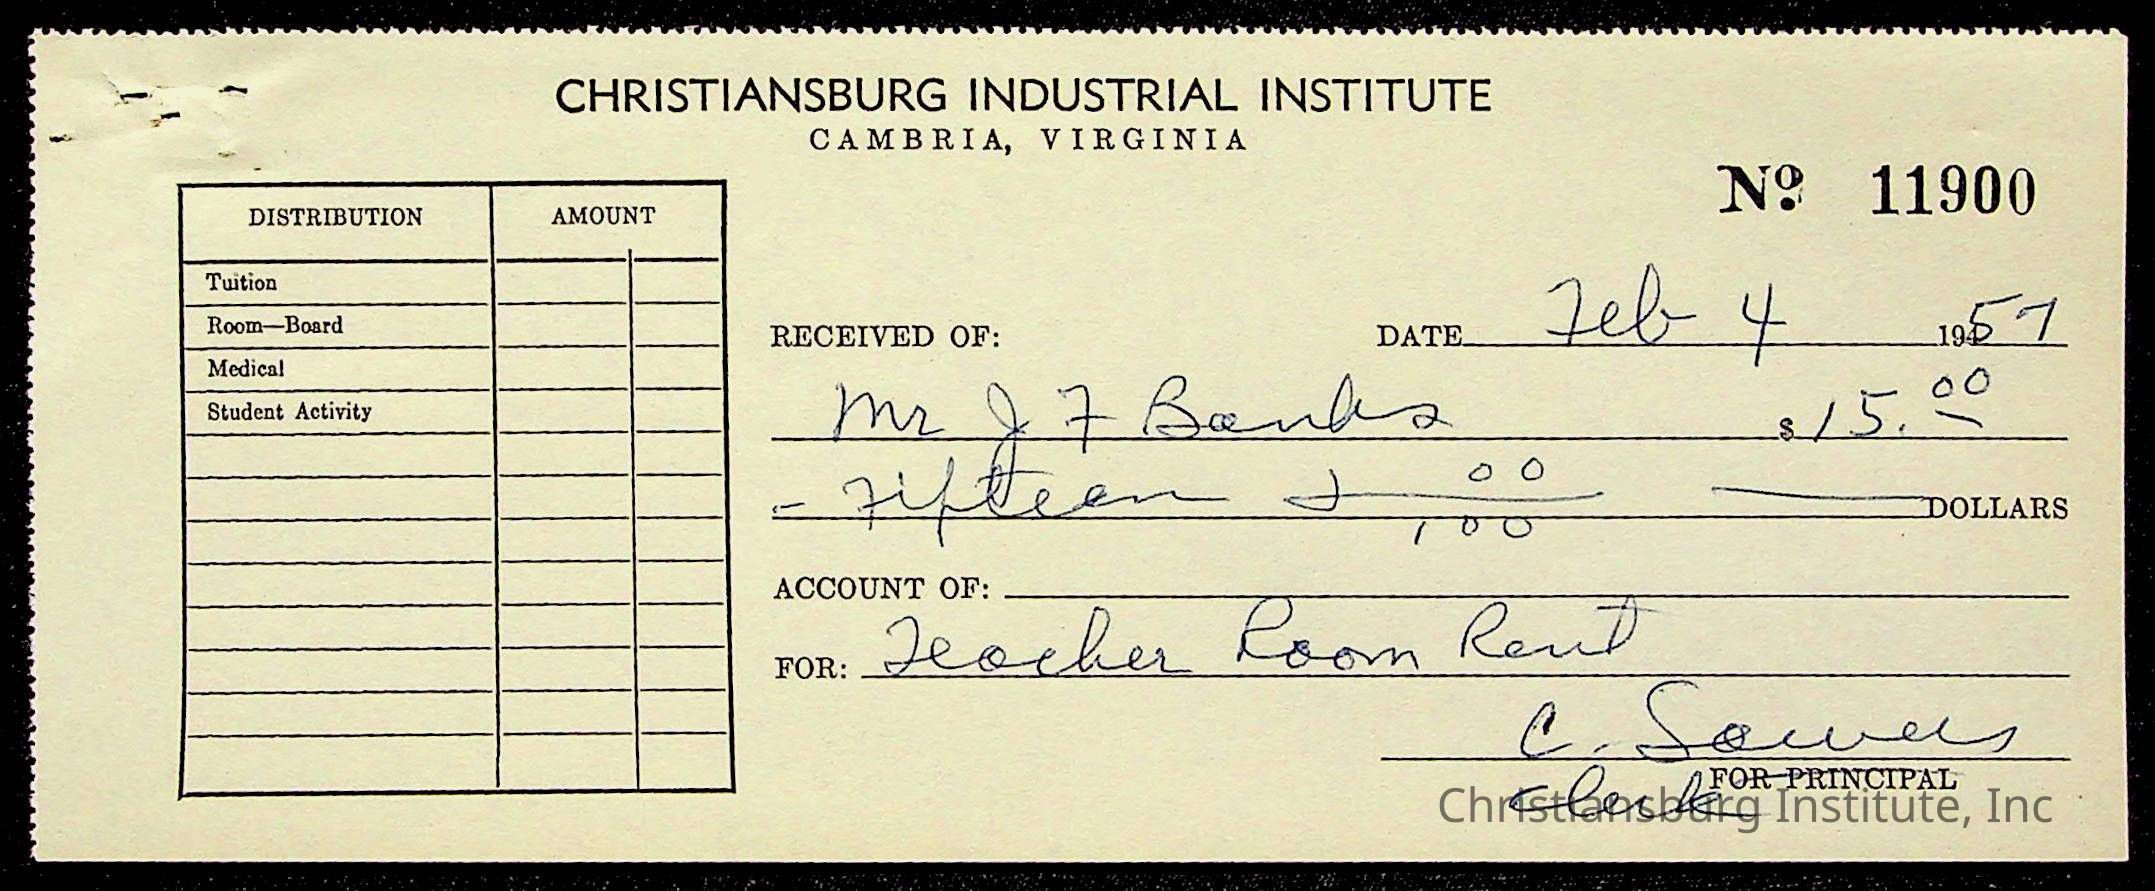 CHRISTIANSBURG INDUSTRIAL INSTITUTE
CAMBRIA, VIRGINIA
Nº 11900
DISTRIBUTION AMOUNT
Tuition
Room—Board
Medical
Student Activity
RECEIVED OF: DATE Feb 4 1957
Mr J F Banks $ 15.00
- Fifteen + 00/100 DOLLARS
ACCOUNT OF:
FOR: Teacher Room Rent
C. Sowers
FOR PRINCIPAL
Clerk
Christiansburg Institute, Inc